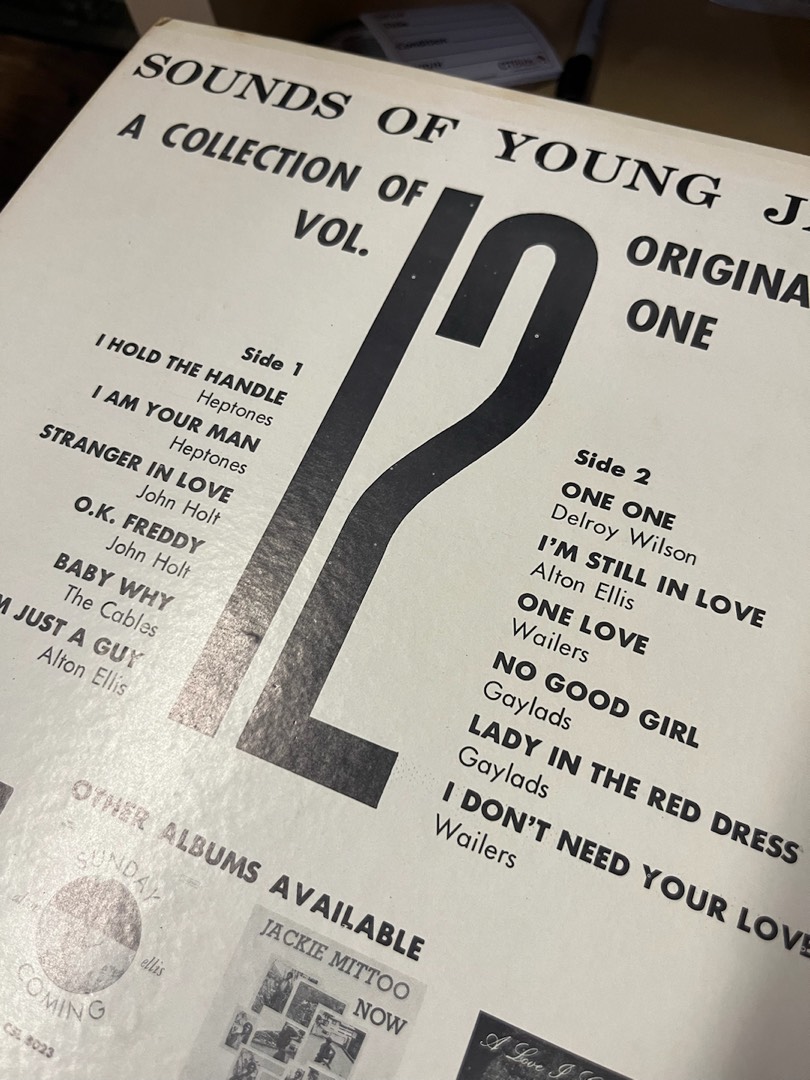 SOUNDS OF YOUNG
A COLLECTION OF
VOL.
12
ORIGINA
ONE
Side 1
I HOLD THE HANDLE
Heptones
I AM YOUR MAN
Heptones
STRANGER IN LOVE
John Holt
O.K. FREDDY
John Holt
BABY WHY
The Cables
M JUST A GUY
Alton Ellis
Side 2
ONE ONE
Delroy Wilson
I'M STILL IN LOVE
Alton Ellis
ONE LOVE
Wailers
NO GOOD GIRL
Gaylads
LADY IN THE RED DRESS
Gaylads
I DON'T NEED YOUR LOVE
Wailers
OTHER ALBUMS AVAILABLE
SUNDAY
ellis
COMING
CSL 8023
JACKIE MITTOO
NOW
A Love I